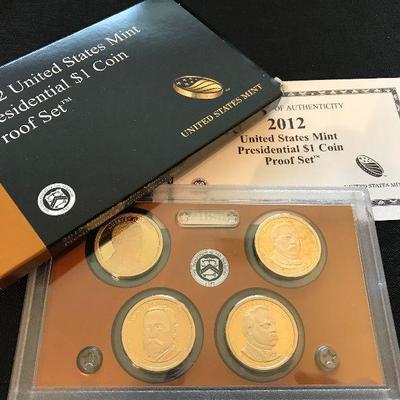 2 United States Mint
Presidential $1 Coin
Proof Set™
UNITED STATES MINT
OF AUTHENTICITY
2012
United States Mint
Presidential $1 Coin
Proof Set™
UNITED STATES MINT